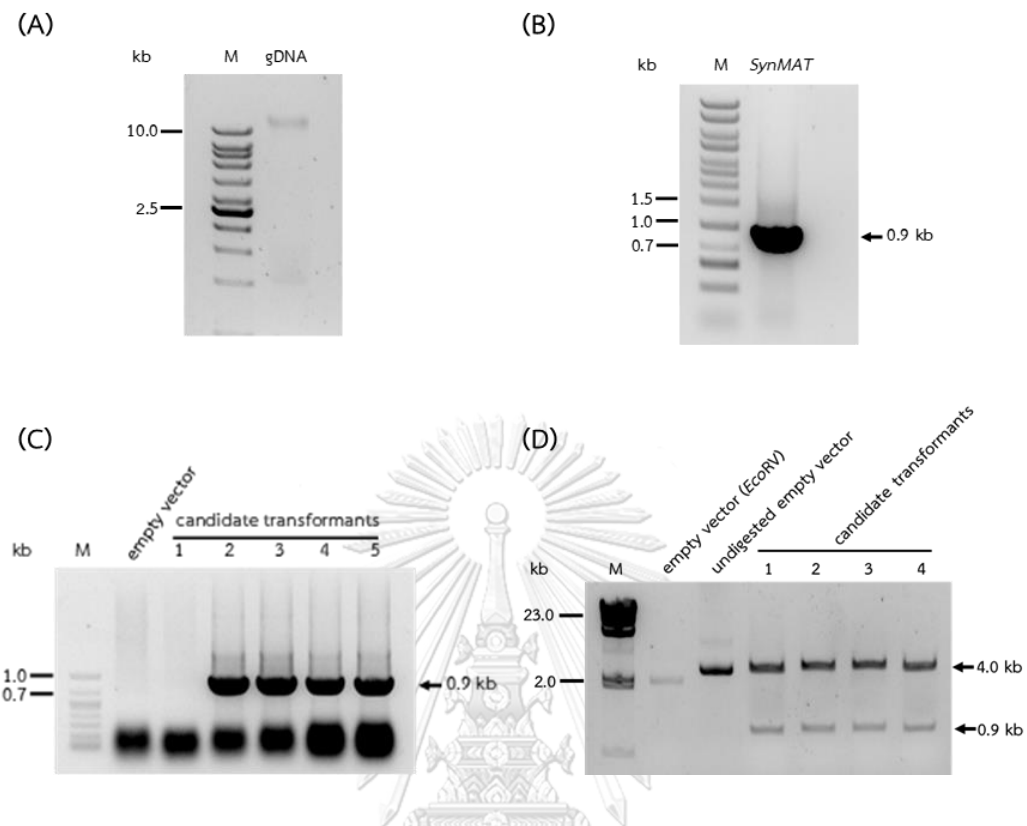 (A)
kb M gDNA
10.0
2.5
(B)
kb M SynMAT
1.5
1.0
0.7
0.9 kb
(C)
empty vector
candidate transformants
kb M 1 2 3 4 5
1.0
0.7
0.9 kb
(D)
empty vector (EcoRV)
undigested empty vector
candidate transformants
kb M 1 2 3 4
23.0
2.0
4.0 kb
0.9 kb